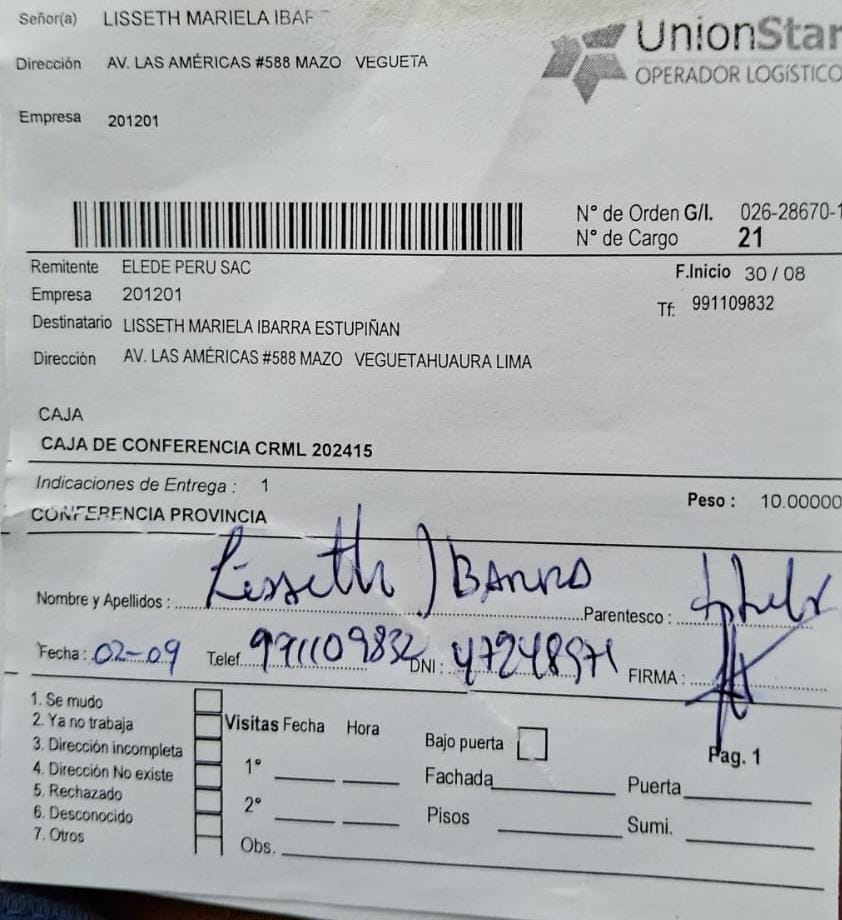 Señor(a) LISSETH MARIELA IBAR
UnionStar
OPERADOR LOGÍSTICO
Dirección AV. LAS AMÉRICAS #588 MAZO VEGUETA
Empresa 201201
N° de Orden G/I. 026-28670-1
N° de Cargo 21
Remitente ELEDE PERU SAC
F.Inicio 30 / 08
Empresa 201201
Tf: 991109832
Destinatario LISSETH MARIELA IBARRA ESTUPIÑAN
Dirección AV. LAS AMÉRICAS #588 MAZO VEGUETAHUAURA LIMA
CAJA
CAJA DE CONFERENCIA CRML 202415
Indicaciones de Entrega : 1
Peso : 10.00000
CONFERENCIA PROVINCIA
Nombre y Apellidos : Lisseth IBARRA Parentesco :
Fecha : 02-09 Telef. 991109832 DNI : 47248971 FIRMA :
1. Se mudo
2. Ya no trabaja
3. Dirección incompleta
4. Dirección No existe
5. Rechazado
6. Desconocido
7. Otros
Visitas Fecha Hora
1°
2°
Obs.
Bajo puerta
Pag. 1
Fachada Puerta
Pisos Sumi.